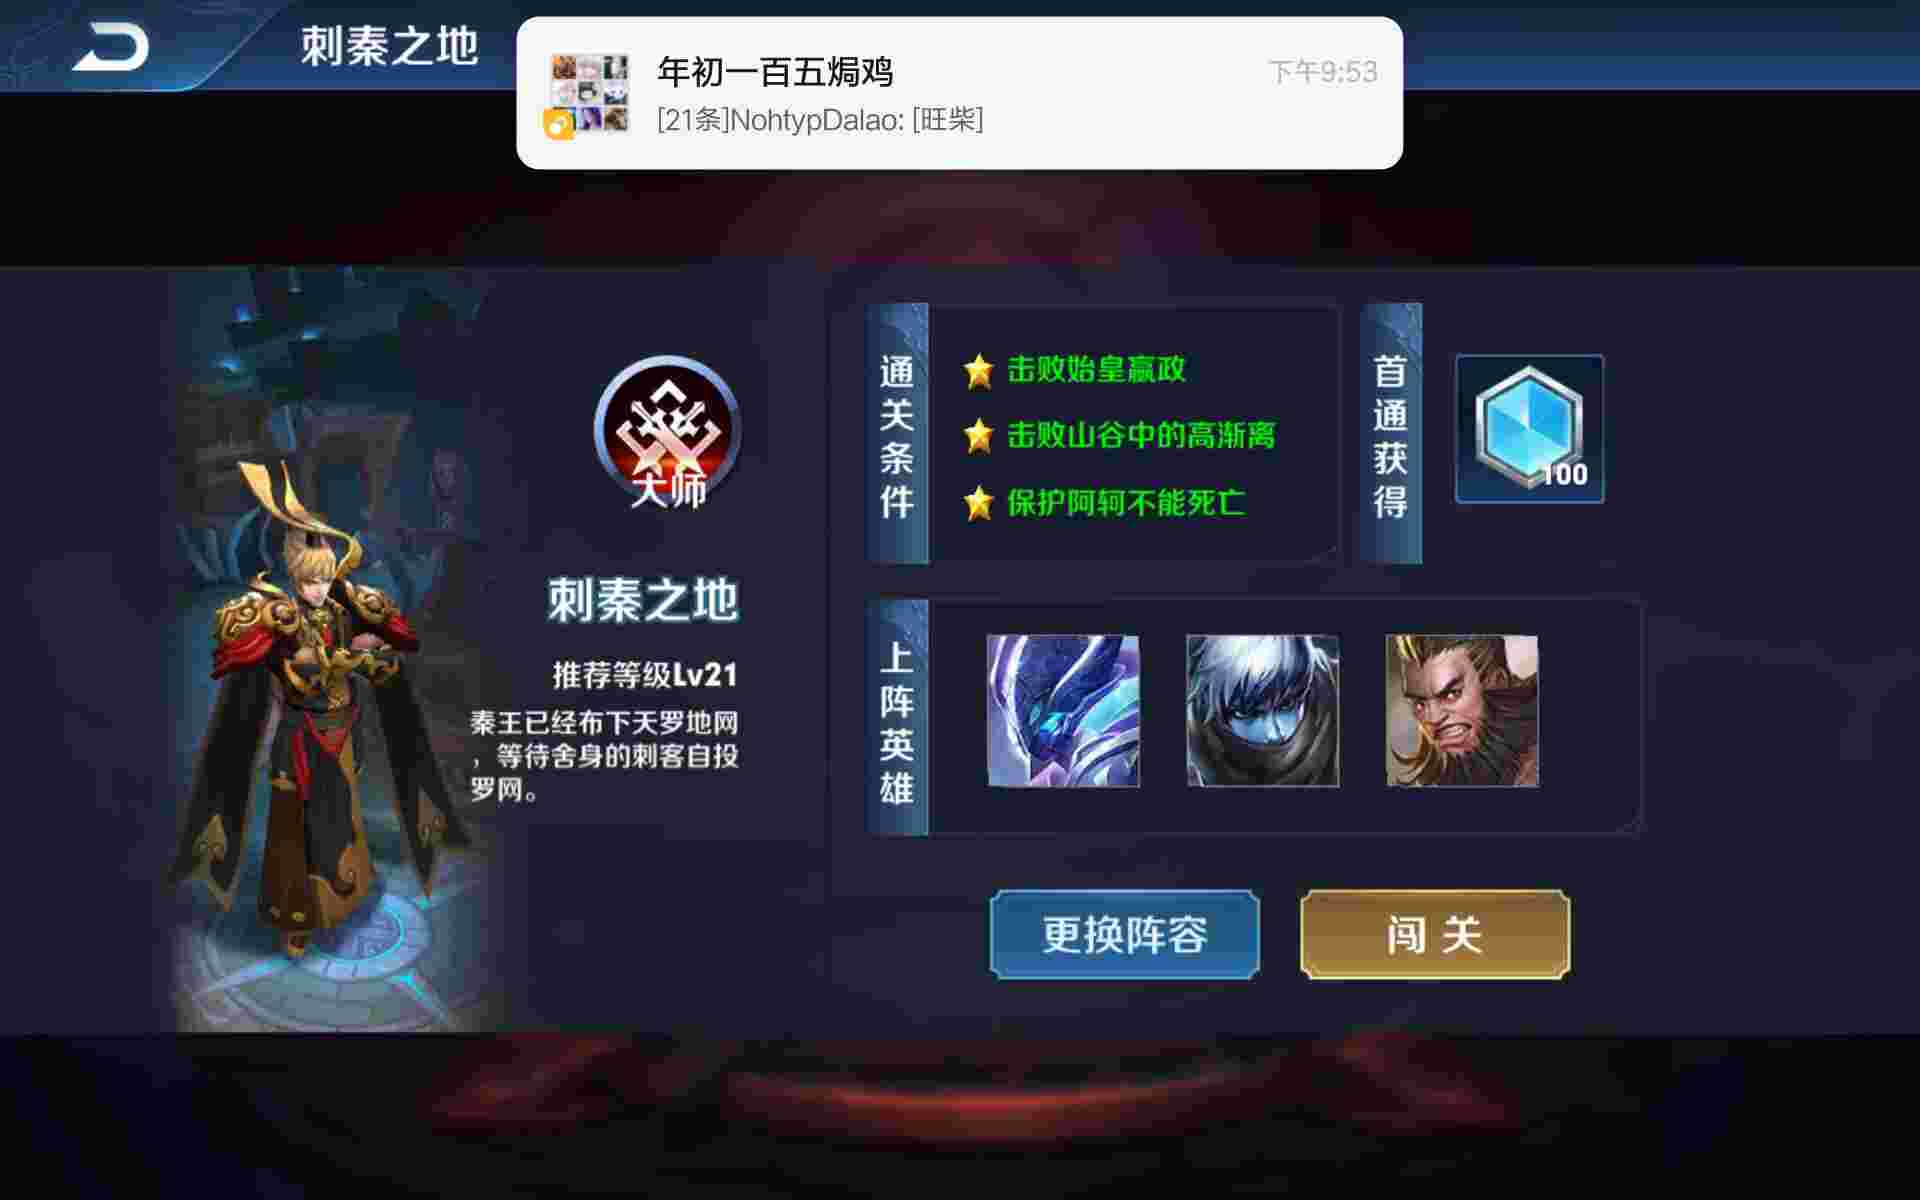 刺秦之地
年初一百五焗鸡
下午9:53
[21条]NohtypDalao: [旺柴]
大师
刺秦之地
推荐等级Lv21
秦王已经布下天罗地网
，等待舍身的刺客自投
罗网。
通关条件
击败始皇嬴政
击败山谷中的高渐离
保护阿轲不能死亡
首通获得
100
上阵英雄
更换阵容
闯关